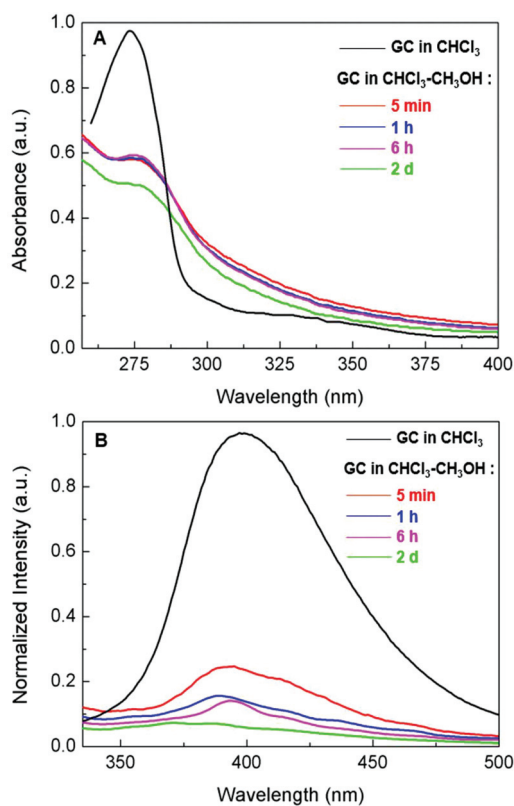 A
GC in CHCl₃
GC in CHCl₃-CH₃OH :
5 min
1 h
6 h
2 d
Absorbance (a.u.)
1.0
0.8
0.6
0.4
0.2
0.0
275 300 325 350 375 400
Wavelength (nm)
B
GC in CHCl₃
GC in CHCl₃-CH₃OH :
5 min
1 h
6 h
2 d
Normalized Intensity (a.u.)
1.0
0.8
0.6
0.4
0.2
0.0
350 400 450 500
Wavelength (nm)